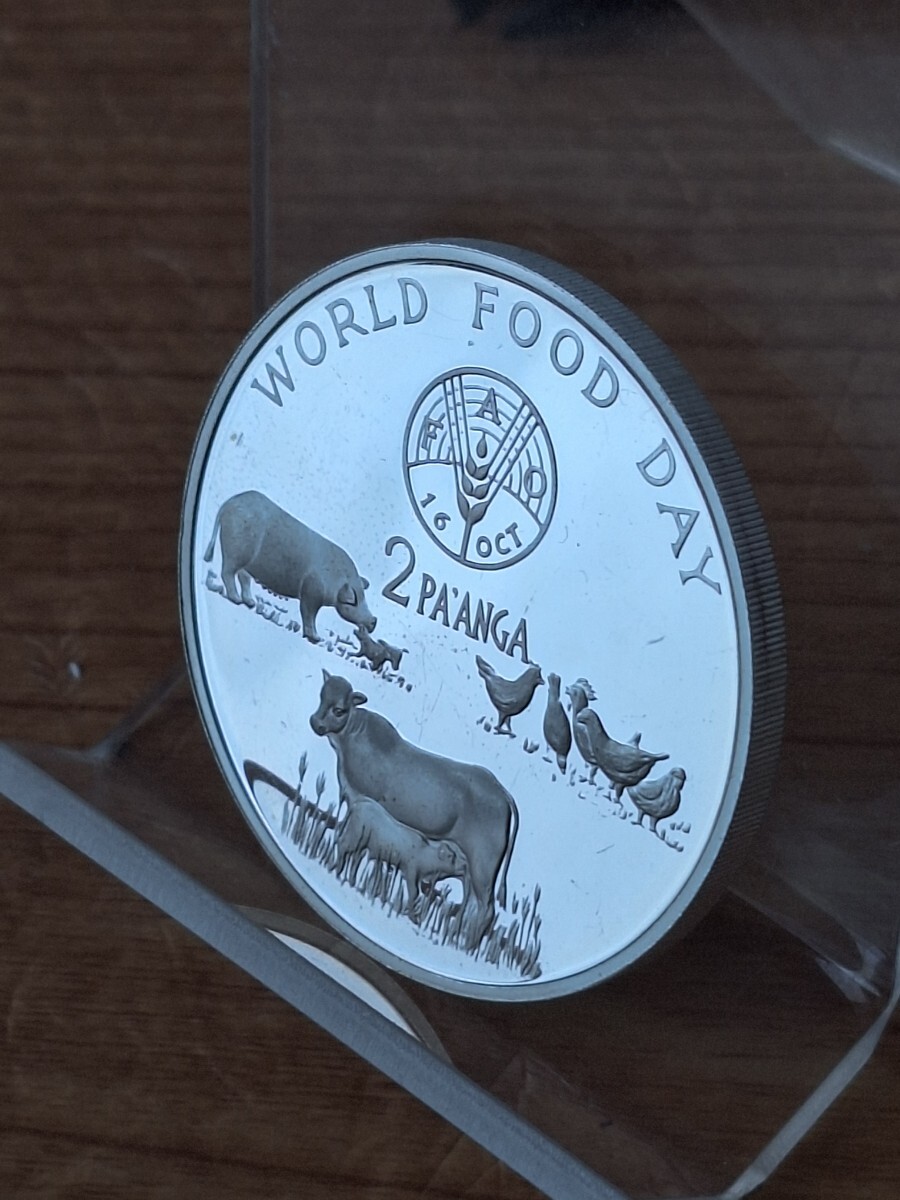 WORLD FOOD DAY
F A O
16 OCT
2 PA'ANGA